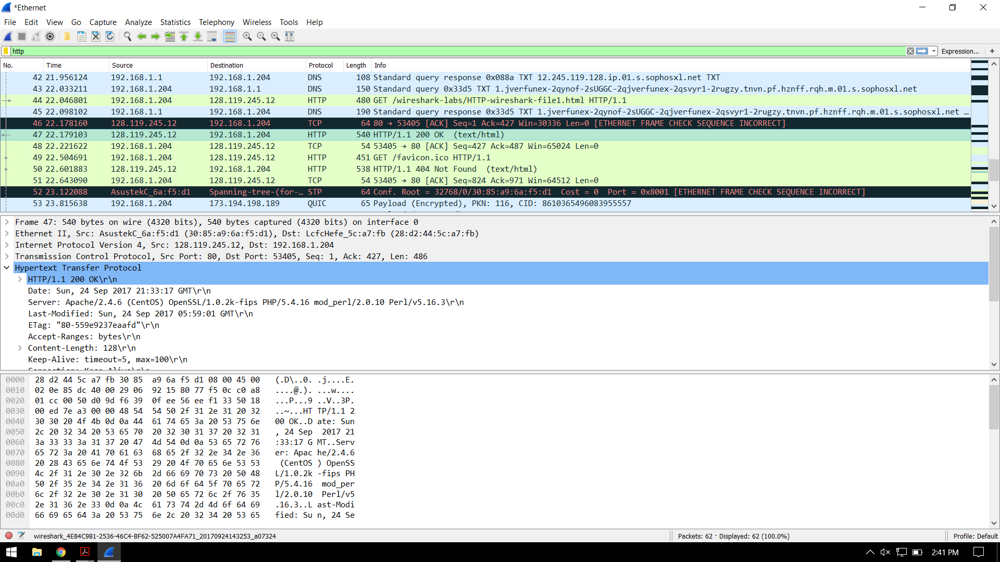 *Ethernet
File Edit View Go Capture Analyze Statistics Telephony Wireless Tools Help
http Expression... +
No. Time Source Destination Protocol Length Info
42 21.956124 192.168.1.1 192.168.1.204 DNS 108 Standard query response 0x088a TXT 12.245.119.128.ip.01.s.sophosxl.net TXT
43 22.033211 192.168.1.204 192.168.1.1 DNS 150 Standard query 0x33d5 TXT 1.jverfunex-2qynof-2sUGGC-2qjverfunex-2qsvyr1-2rugzy.tnvn.pf.hznff.rqh.m.01.s.sophosxl.net
44 22.046801 192.168.1.204 128.119.245.12 HTTP 480 GET /wireshark-labs/HTTP-wireshark-file1.html HTTP/1.1
45 22.098102 192.168.1.1 192.168.1.204 DNS 190 Standard query response 0x33d5 TXT 1.jverfunex-2qynof-2sUGGC-2qjverfunex-2qsvyr1-2rugzy.tnvn.pf.hznff.rqh.m.01.s.sophosxl.net …
46 22.178160 128.119.245.12 192.168.1.204 TCP 64 80 → 53405 [ACK] Seq=1 Ack=427 Win=30336 Len=0 [ETHERNET FRAME CHECK SEQUENCE INCORRECT]
47 22.179103 128.119.245.12 192.168.1.204 HTTP 540 HTTP/1.1 200 OK  (text/html)
48 22.221622 192.168.1.204 128.119.245.12 TCP 54 53405 → 80 [ACK] Seq=427 Ack=487 Win=65024 Len=0
49 22.504691 192.168.1.204 128.119.245.12 HTTP 451 GET /favicon.ico HTTP/1.1
50 22.601883 128.119.245.12 192.168.1.204 HTTP 538 HTTP/1.1 404 Not Found  (text/html)
51 22.643090 192.168.1.204 128.119.245.12 TCP 54 53405 → 80 [ACK] Seq=824 Ack=971 Win=64512 Len=0
52 23.122088 AsustekC_6a:f5:d1 Spanning-tree-(for-… STP 64 Conf. Root = 32768/0/30:85:a9:6a:f5:d1  Cost = 0  Port = 0x8001 [ETHERNET FRAME CHECK SEQUENCE INCORRECT]
53 23.815638 192.168.1.204 173.194.198.189 QUIC 65 Payload (Encrypted), PKN: 116, CID: 8610365496083955557
Frame 47: 540 bytes on wire (4320 bits), 540 bytes captured (4320 bits) on interface 0
Ethernet II, Src: AsustekC_6a:f5:d1 (30:85:a9:6a:f5:d1), Dst: LcfcHefe_5c:a7:fb (28:d2:44:5c:a7:fb)
Internet Protocol Version 4, Src: 128.119.245.12, Dst: 192.168.1.204
Transmission Control Protocol, Src Port: 80, Dst Port: 53405, Seq: 1, Ack: 427, Len: 486
Hypertext Transfer Protocol
HTTP/1.1 200 OK\r\n
Date: Sun, 24 Sep 2017 21:33:17 GMT\r\n
Server: Apache/2.4.6 (CentOS) OpenSSL/1.0.2k-fips PHP/5.4.16 mod_perl/2.0.10 Perl/v5.16.3\r\n
Last-Modified: Sun, 24 Sep 2017 05:59:01 GMT\r\n
ETag: "80-559e9237eaafd"\r\n
Accept-Ranges: bytes\r\n
Content-Length: 128\r\n
Keep-Alive: timeout=5, max=100\r\n
0000 28 d2 44 5c a7 fb 30 85 a9 6a f5 d1 08 00 45 00 (.D\..0. .j....E.
0010 02 0e 85 dc 40 00 29 06 92 15 80 77 f5 0c c0 a8 ....@.). ...w....
0020 01 cc 00 50 d0 9d f6 39 0f ee 56 ee f1 33 50 18 ...P...9 ..V..3P.
0030 00 ed 7e a3 00 00 48 54 54 50 2f 31 2e 31 20 32 ..~...HT TP/1.1 2
0040 30 30 20 4f 4b 0d 0a 44 61 74 65 3a 20 53 75 6e 00 OK..D ate: Sun
0050 2c 20 32 34 20 53 65 70 20 32 30 31 37 20 32 31 , 24 Sep  2017 21
0060 3a 33 33 3a 31 37 20 47 4d 54 0d 0a 53 65 72 76 :33:17 G MT..Serv
0070 65 72 3a 20 41 70 61 63 68 65 2f 32 2e 34 2e 36 er: Apac he/2.4.6
0080 20 28 43 65 6e 74 4f 53 29 20 4f 70 65 6e 53 53 (CentOS ) OpenSS
0090 4c 2f 31 2e 30 2e 32 6b 2d 66 69 70 73 20 50 48 L/1.0.2k -fips PH
00a0 50 2f 35 2e 34 2e 31 36 20 6d 6f 64 5f 70 65 72 P/5.4.16  mod_per
00b0 6c 2f 32 2e 30 2e 31 30 20 50 65 72 6c 2f 76 35 l/2.0.10  Perl/v5
00c0 2e 31 36 2e 33 0d 0a 4c 61 73 74 2d 4d 6f 64 69 .16.3..L ast-Modi
00d0 66 69 65 64 3a 20 53 75 6e 2c 20 32 34 20 53 65 fied: Su n, 24 Se
wireshark_4E84C9B1-2536-46C4-BF62-525007A4FA71_20170924143253_a07324 Packets: 62 · Displayed: 62 (100.0%) Profile: Default
2:41 PM